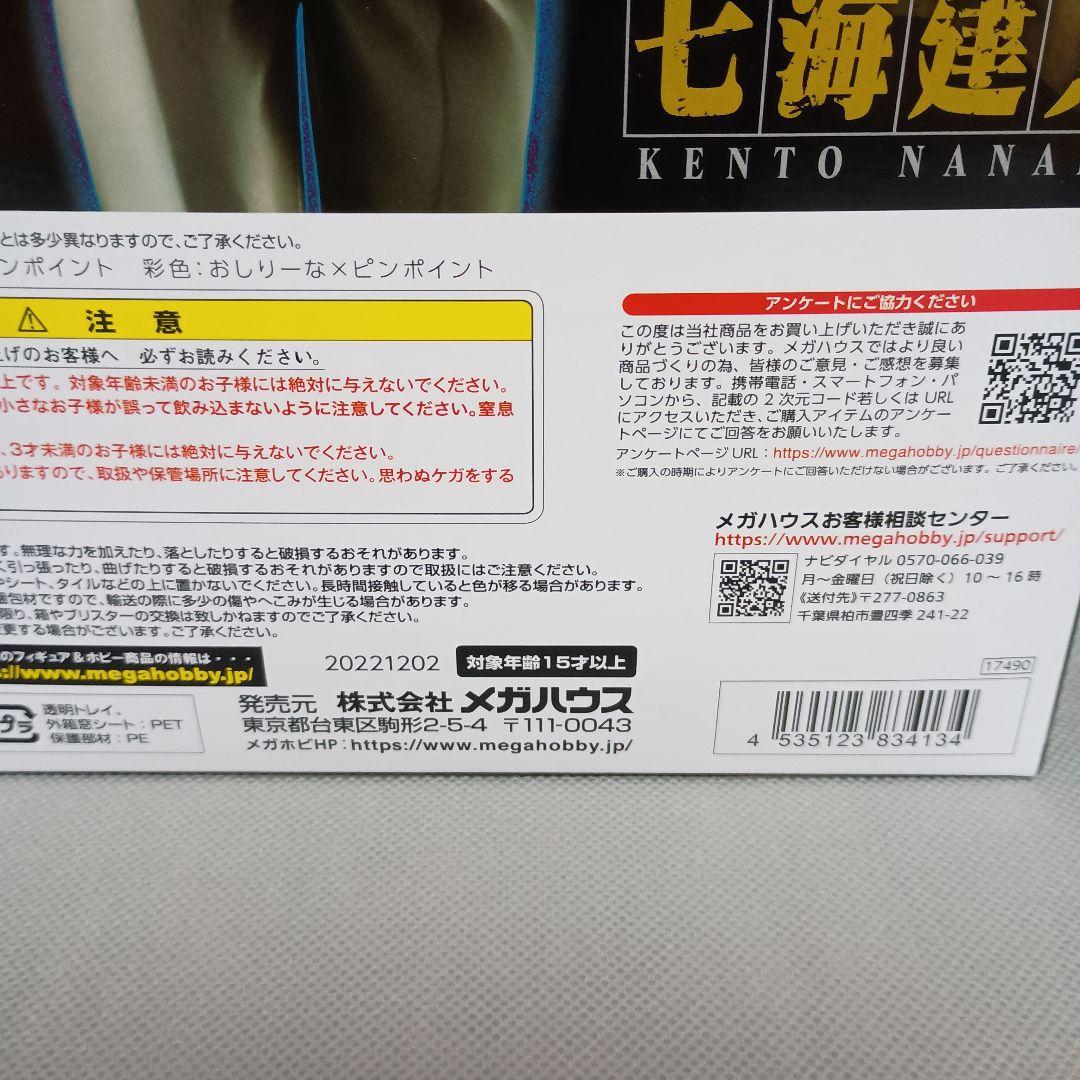 七海建
KENTO NANA
とは多少異なりますので、ご了承ください。
ンポイント 彩色：おしりーな×ピンポイント
注意
上げのお客様へ 必ずお読みください。
上です。対象年齢未満のお子様には絶対に与えないでください。
小さなお子様が誤って飲み込まないように注意してください。窒息
、3才未満のお子様には絶対に与えないでください。
ありますので、取扱や保管場所に注意してください。思わぬケガをする
す。無理な力を加えたり、落としたりすると破損するおそれがあります。
く引っ張ったり、曲げたりすると破損するおそれがありますので取扱にはご注意ください。
やシート、タイルなどの上に置かないでください。長時間接触していると色が移る場合があります。
包材ですので、輸送の際に多少の傷やへこみが生じる場合があります。
限り、箱やブリスターの交換は致しかねますのでご了承ください。
変更する場合がございます。ご了承ください。
のフィギュア&ホビー商品の情報は・・・
://www.megahobby.jp/
20221202
対象年齢15才以上
プラ
透明トレイ、
外箱窓シート：PET
保護部材：PE
発売元 株式会社メガハウス
東京都台東区駒形2-5-4 〒111-0043
メガホビHP：https://www.megahobby.jp/
アンケートにご協力ください
この度は当社商品をお買い上げいただき誠にあ
りがとうございます。メガハウスではより良い
商品づくりの為、皆様のご意見・ご感想を募集
しております。携帯電話・スマートフォン・パ
ソコンから、記載の2次元コード若しくはURL
にアクセスいただき、ご購入アイテムのアンケー
トページにてご回答をお願いいたします。
アンケートページURL：https://www.megahobby.jp/questionnaire/
※ご購入の時期によりアンケートにご回答いただけない場合がございます。ご了承ください。
メガハウスお客様相談センター
https://www.megahobby.jp/support/
ナビダイヤル 0570-066-039
月～金曜日（祝日除く）10～16時
《送付先》〒277-0863
千葉県柏市豊四季241-22
17490
4 535123 834134